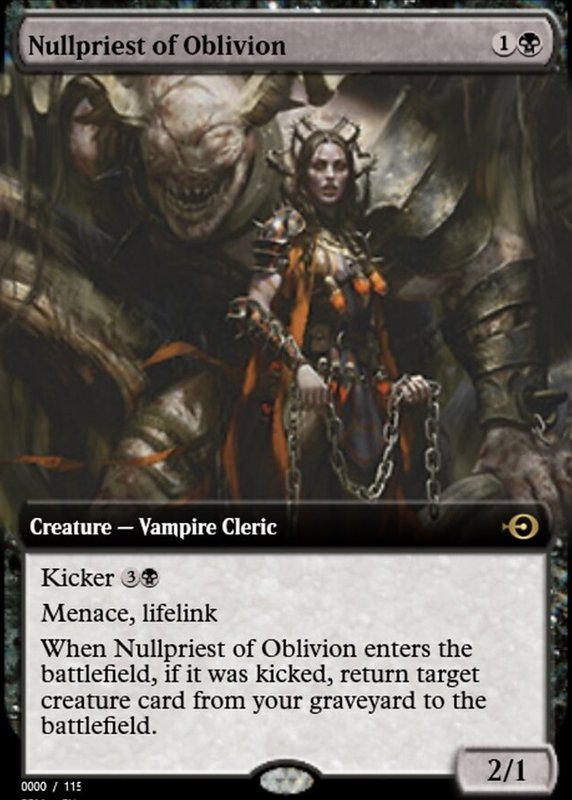 Nullpriest of Oblivion 1
Creature — Vampire Cleric
Kicker 3
Menace, lifelink
When Nullpriest of Oblivion enters the
battlefield, if it was kicked, return target
creature card from your graveyard to the
battlefield.
2/1
0000 / 115